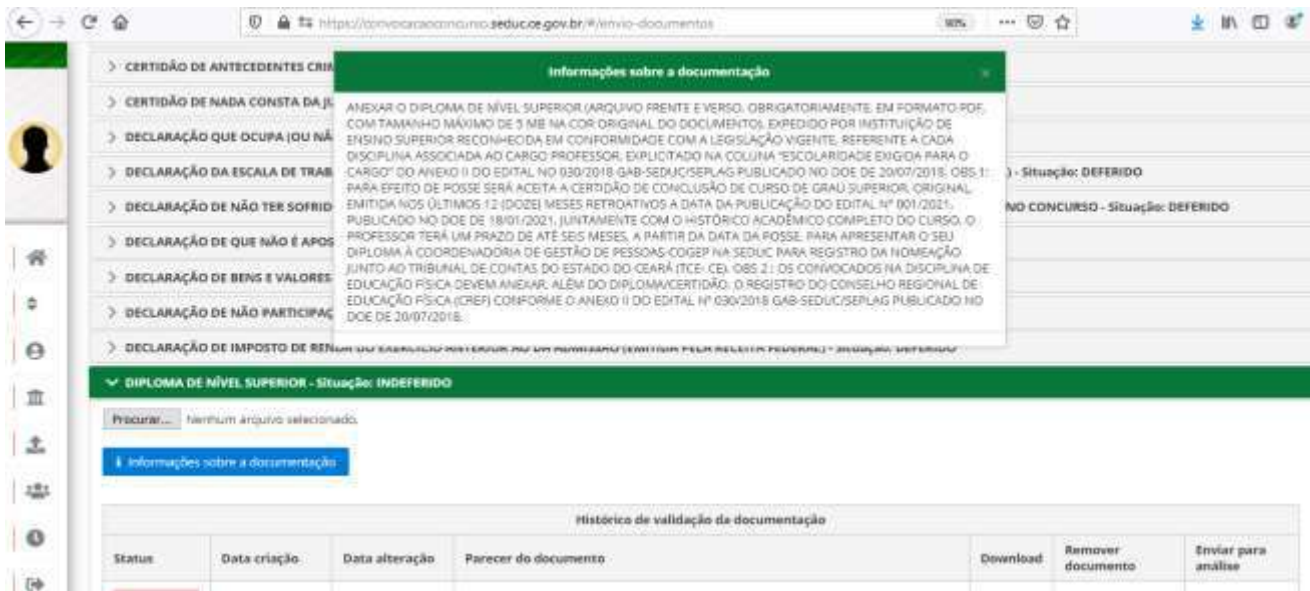 https://convocacaoconcurso.seduc.ce.gov.br/#/envio-documentos
90%
CERTIDÃO DE ANTECEDENTES CRIM
CERTIDÃO DE NADA CONSTA DA JU
DECLARAÇÃO QUE OCUPA (OU NÃ
DECLARAÇÃO DA ESCALA DE TRAB
) - Situação: DEFERIDO
DECLARAÇÃO DE NÃO TER SOFRID
NO CONCURSO - Situação: DEFERIDO
DECLARAÇÃO DE QUE NÃO É APOS
DECLARAÇÃO DE BENS E VALORES
DECLARAÇÃO DE NÃO PARTICIPAÇ
DECLARAÇÃO DE IMPOSTO DE RENDA DO EXERCÍCIO ANTERIOR AO DA ADMISSÃO (EMITIDA PELA RECEITA FEDERAL) - Situação: DEFERIDO
Informações sobre a documentação
ANEXAR O DIPLOMA DE NÍVEL SUPERIOR (ARQUIVO FRENTE E VERSO, OBRIGATORIAMENTE, EM FORMATO PDF,
COM TAMANHO MÁXIMO DE 5 MB NA COR ORIGINAL DO DOCUMENTO), EXPEDIDO POR INSTITUIÇÃO DE
ENSINO SUPERIOR RECONHECIDA EM CONFORMIDADE COM A LEGISLAÇÃO VIGENTE, REFERENTE A CADA
DISCIPLINA ASSOCIADA AO CARGO PROFESSOR, EXPLICITADO NA COLUNA "ESCOLARIDADE EXIGIDA PARA O
CARGO" DO ANEXO II DO EDITAL NO 030/2018 GAB-SEDUC/SEPLAG PUBLICADO NO DOE DE 20/07/2018. OBS 1:
PARA EFEITO DE POSSE SERÁ ACEITA A CERTIDÃO DE CONCLUSÃO DE CURSO DE GRAU SUPERIOR, ORIGINAL,
EMITIDA NOS ÚLTIMOS 12 (DOZE) MESES RETROATIVOS A DATA DA PUBLICAÇÃO DO EDITAL Nº 001/2021,
PUBLICADO NO DOE DE 18/01/2021, JUNTAMENTE COM O HISTÓRICO ACADÊMICO COMPLETO DO CURSO. O
PROFESSOR TERÁ UM PRAZO DE ATÉ SEIS MESES, A PARTIR DA DATA DA POSSE, PARA APRESENTAR O SEU
DIPLOMA À COORDENADORIA DE GESTÃO DE PESSOAS-COGEP NA SEDUC PARA REGISTRO DA NOMEAÇÃO
JUNTO AO TRIBUNAL DE CONTAS DO ESTADO DO CEARÁ (TCE- CE). OBS 2.: OS CONVOCADOS NA DISCIPLINA DE
EDUCAÇÃO FÍSICA DEVEM ANEXAR, ALÉM DO DIPLOMA/CERTIDÃO, O REGISTRO DO CONSELHO REGIONAL DE
EDUCAÇÃO FÍSICA (CREF) CONFORME O ANEXO II DO EDITAL Nº 030/2018 GAB-SEDUC/SEPLAG PUBLICADO NO
DOE DE 20/07/2018.
DIPLOMA DE NÍVEL SUPERIOR - Situação: INDEFERIDO
Procurar... Nenhum arquivo selecionado.
Informações sobre a documentação
Histórico de validação da documentação
Status Data criação Data alteração Parecer do documento Download Remover documento Enviar para análise